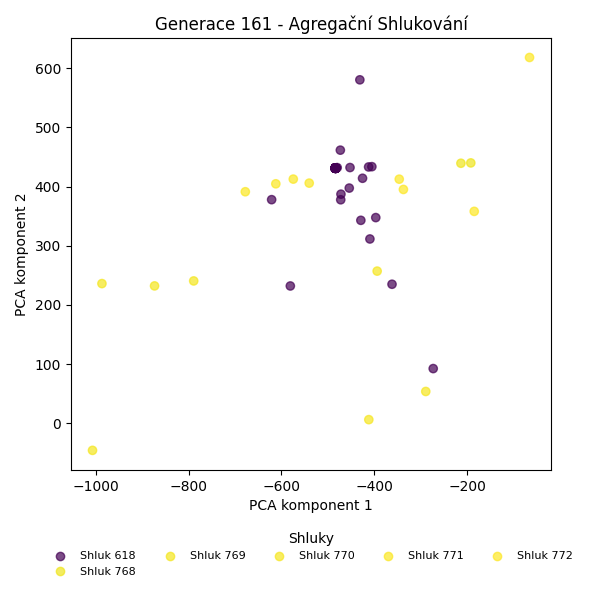 Generace 161 - Agregační Shlukování
PCA komponent 2
600
500
400
300
200
100
0
−1000
−800
−600
−400
−200
PCA komponent 1
Shluky
Shluk 618
Shluk 769
Shluk 770
Shluk 771
Shluk 772
Shluk 768